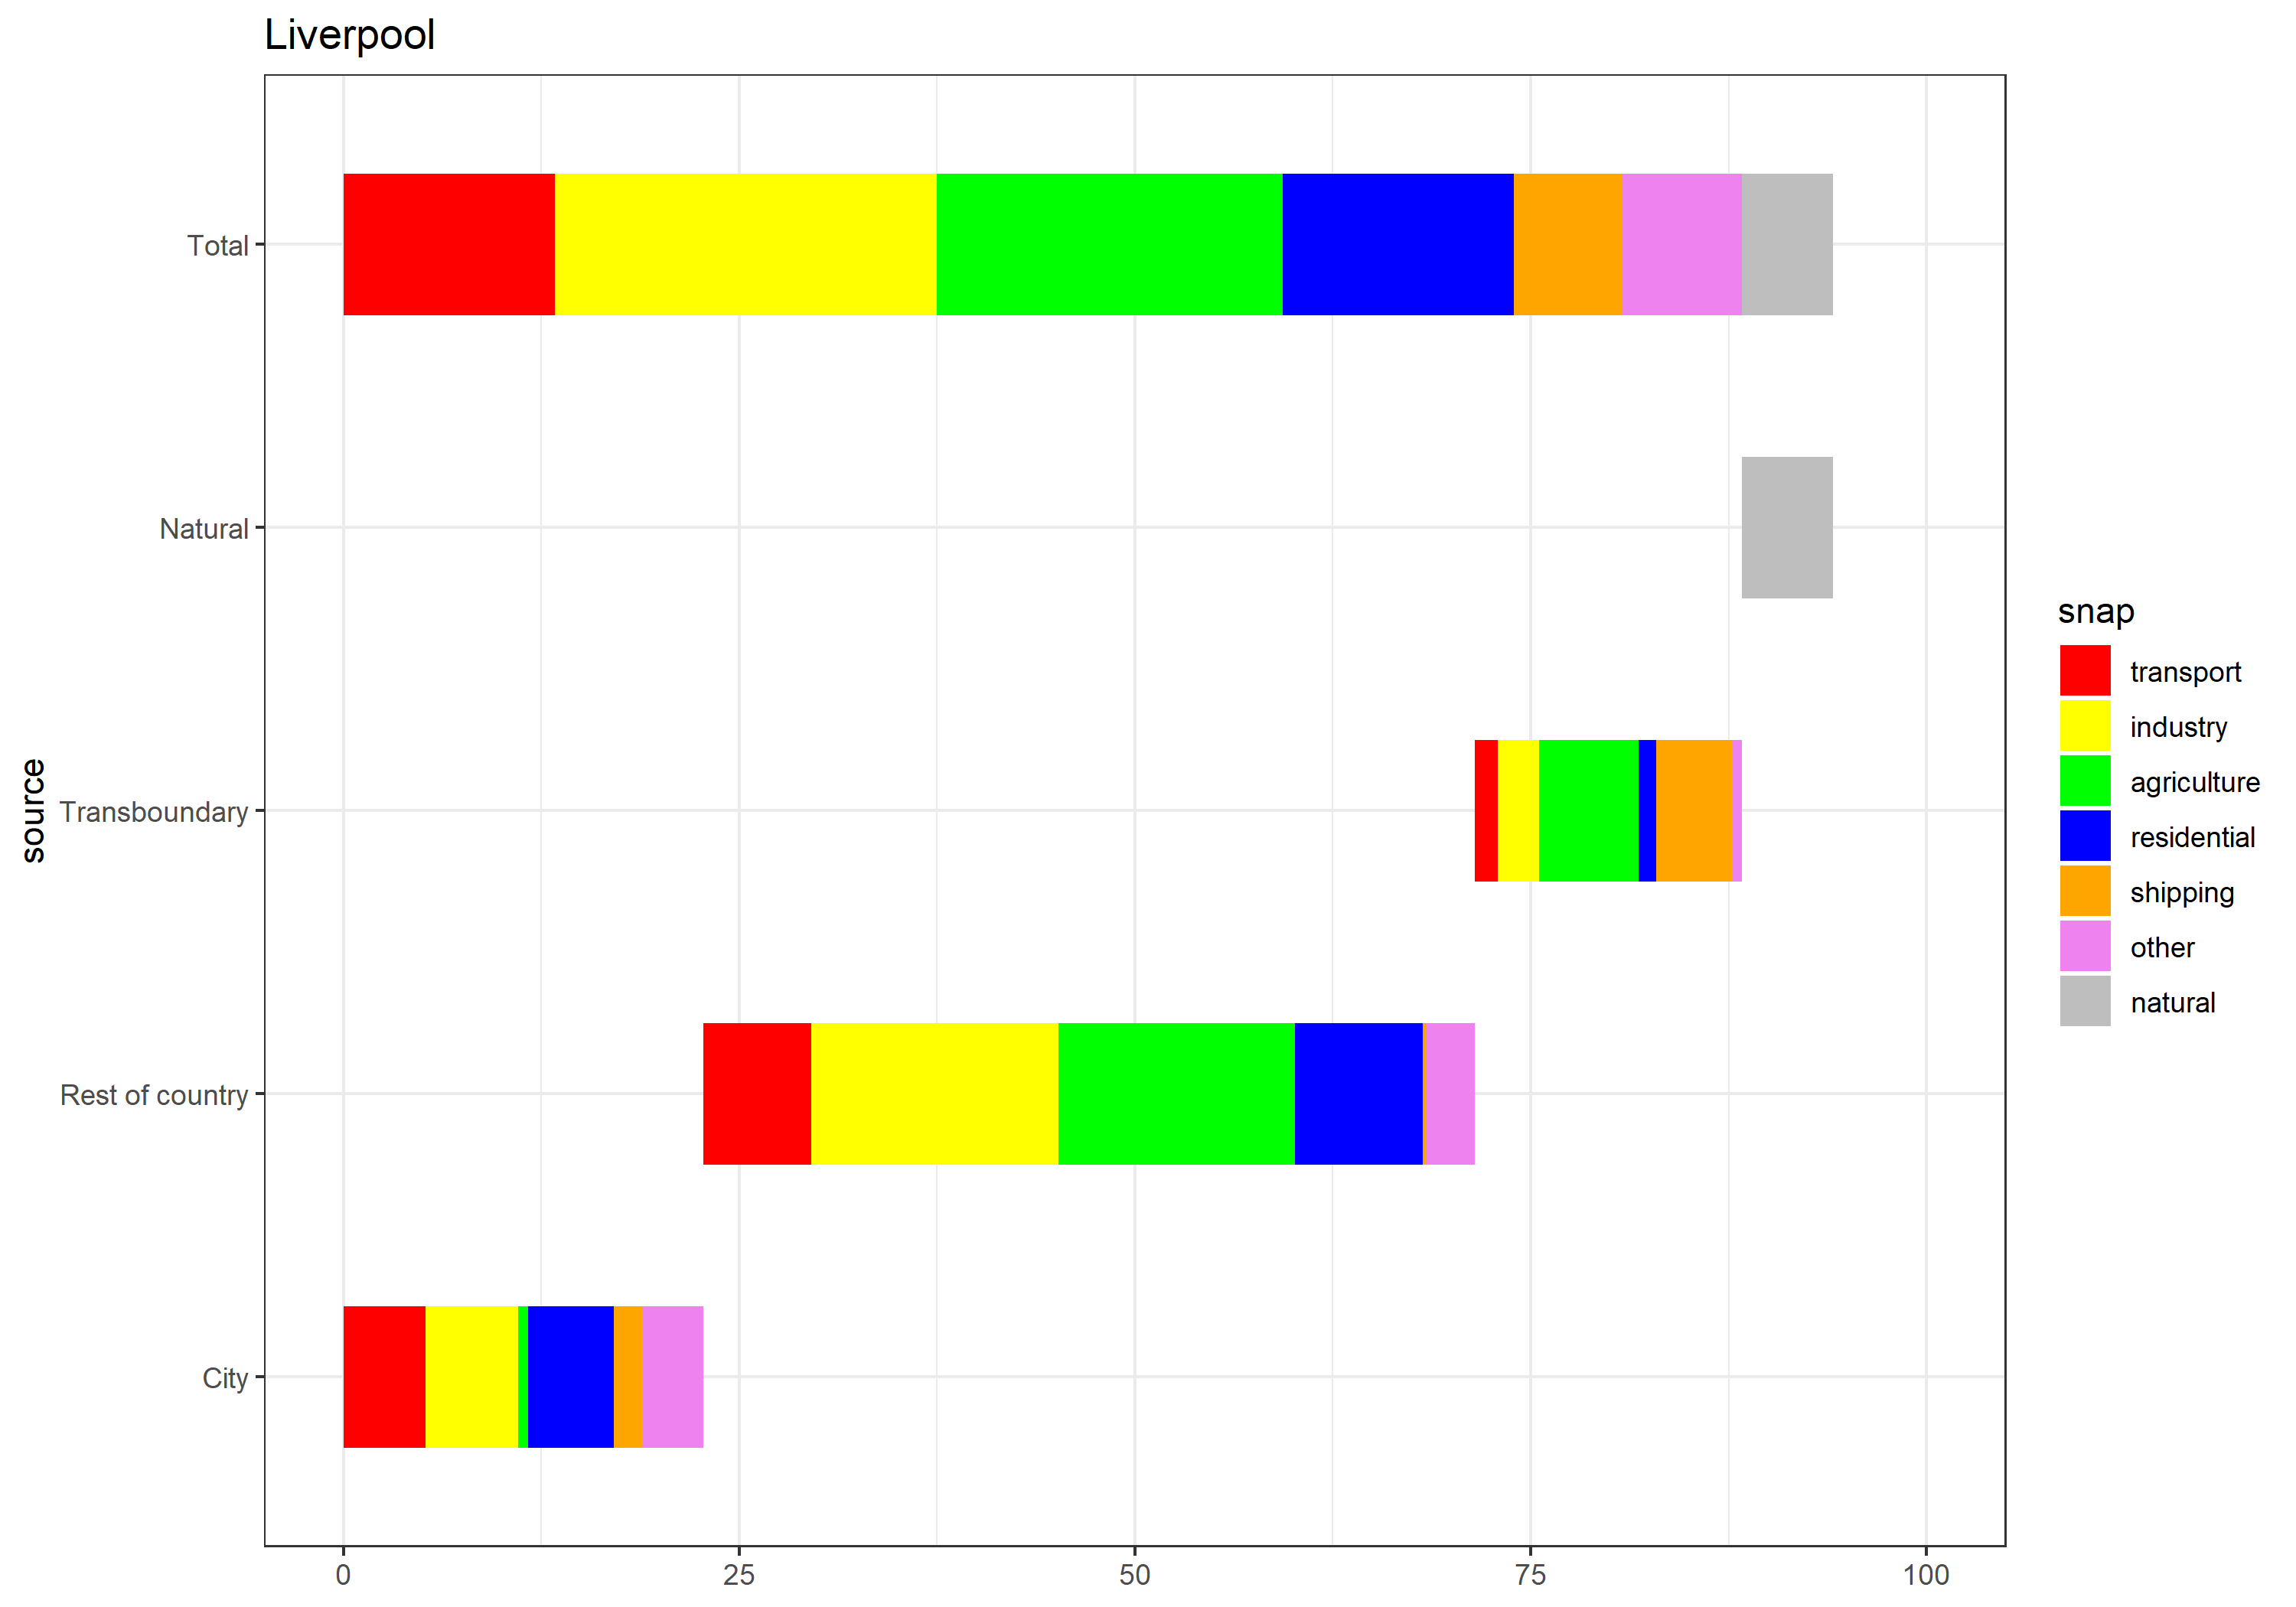 Liverpool
source
Total
Natural
Transboundary
Rest of country
City
0 25 50 75 100
snap
transport
industry
agriculture
residential
shipping
other
natural